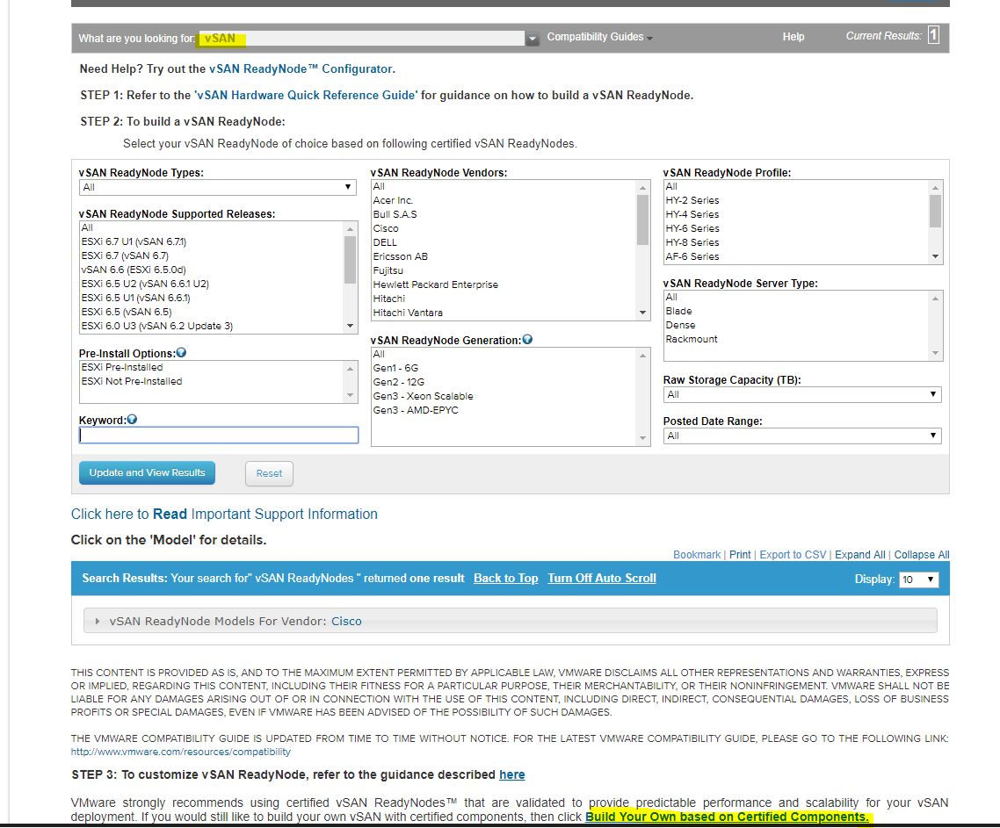 What are you looking for: vSAN Compatibility Guides Help Current Results: 1
Need Help? Try out the vSAN ReadyNode™ Configurator.
STEP 1: Refer to the 'vSAN Hardware Quick Reference Guide' for guidance on how to build a vSAN ReadyNode.
STEP 2: To build a vSAN ReadyNode:
Select your vSAN ReadyNode of choice based on following certified vSAN ReadyNodes.
vSAN ReadyNode Types:
All
vSAN ReadyNode Supported Releases:
All
ESXi 6.7 U1 (vSAN 6.7.1)
ESXi 6.7 (vSAN 6.7)
vSAN 6.6 (ESXi 6.5.0d)
ESXi 6.5 U2 (vSAN 6.6.1 U2)
ESXi 6.5 U1 (vSAN 6.6.1)
ESXi 6.5 (vSAN 6.5)
ESXi 6.0 U3 (vSAN 6.2 Update 3)
Pre-Install Options:
ESXi Pre-Installed
ESXi Not Pre-Installed
Keyword:
vSAN ReadyNode Vendors:
All
Acer Inc.
Bull S.A.S
Cisco
DELL
Ericsson AB
Fujitsu
Hewlett Packard Enterprise
Hitachi
Hitachi Vantara
vSAN ReadyNode Generation:
All
Gen1 - 6G
Gen2 - 12G
Gen3 - Xeon Scalable
Gen3 - AMD-EPYC
vSAN ReadyNode Profile:
All
HY-2 Series
HY-4 Series
HY-6 Series
HY-8 Series
AF-6 Series
vSAN ReadyNode Server Type:
All
Blade
Dense
Rackmount
Raw Storage Capacity (TB):
All
Posted Date Range:
All
Update and View Results Reset
Click here to Read Important Support Information
Click on the 'Model' for details.
Bookmark | Print | Export to CSV | Expand All | Collapse All
Search Results: Your search for" vSAN ReadyNodes " returned one result Back to Top Turn Off Auto Scroll Display: 10
vSAN ReadyNode Models For Vendor: Cisco
THIS CONTENT IS PROVIDED AS IS, AND TO THE MAXIMUM EXTENT PERMITTED BY APPLICABLE LAW, VMWARE DISCLAIMS ALL OTHER REPRESENTATIONS AND WARRANTIES, EXPRESS
OR IMPLIED, REGARDING THIS CONTENT, INCLUDING THEIR FITNESS FOR A PARTICULAR PURPOSE, THEIR MERCHANTABILITY, OR THEIR NONINFRINGEMENT. VMWARE SHALL NOT BE
LIABLE FOR ANY DAMAGES ARISING OUT OF OR IN CONNECTION WITH THE USE OF THIS CONTENT, INCLUDING DIRECT, INDIRECT, CONSEQUENTIAL DAMAGES, LOSS OF BUSINESS
PROFITS OR SPECIAL DAMAGES, EVEN IF VMWARE HAS BEEN ADVISED OF THE POSSIBILITY OF SUCH DAMAGES.
THE VMWARE COMPATIBILITY GUIDE IS UPDATED FROM TIME TO TIME WITHOUT NOTICE. FOR THE LATEST VMWARE COMPATIBILITY GUIDE, PLEASE GO TO THE FOLLOWING LINK:
http://www.vmware.com/resources/compatibility
STEP 3: To customize vSAN ReadyNode, refer to the guidance described here
VMware strongly recommends using certified vSAN ReadyNodes™ that are validated to provide predictable performance and scalability for your vSAN
deployment. If you would still like to build your own vSAN with certified components, then click Build Your Own based on Certified Components.